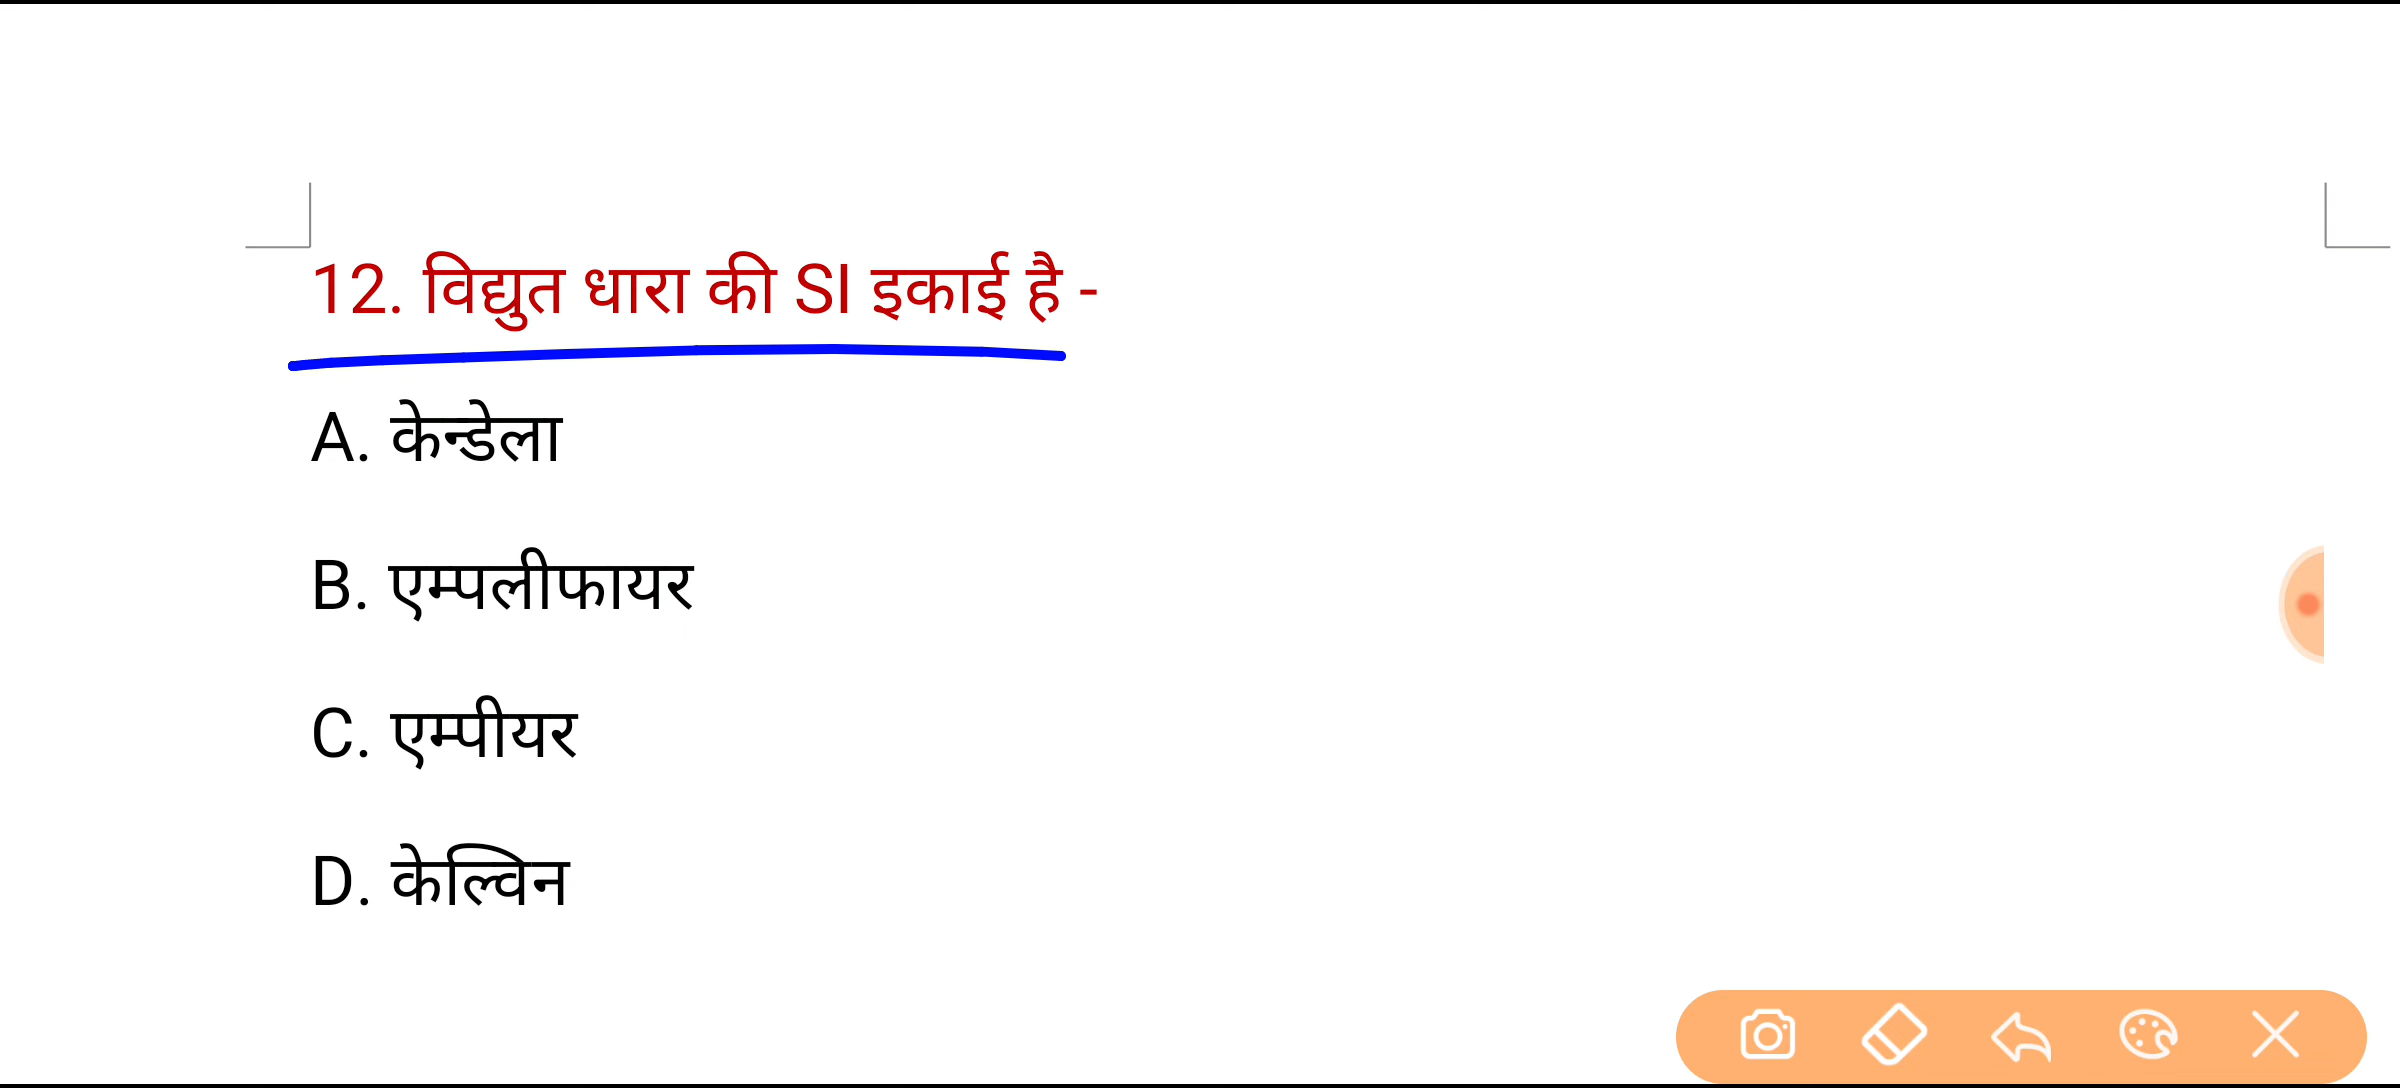 12. विद्युत धारा की SI इकाई है -
A. केन्डेला
B. एम्पलीफायर
C. एम्पीयर
D. केल्विन